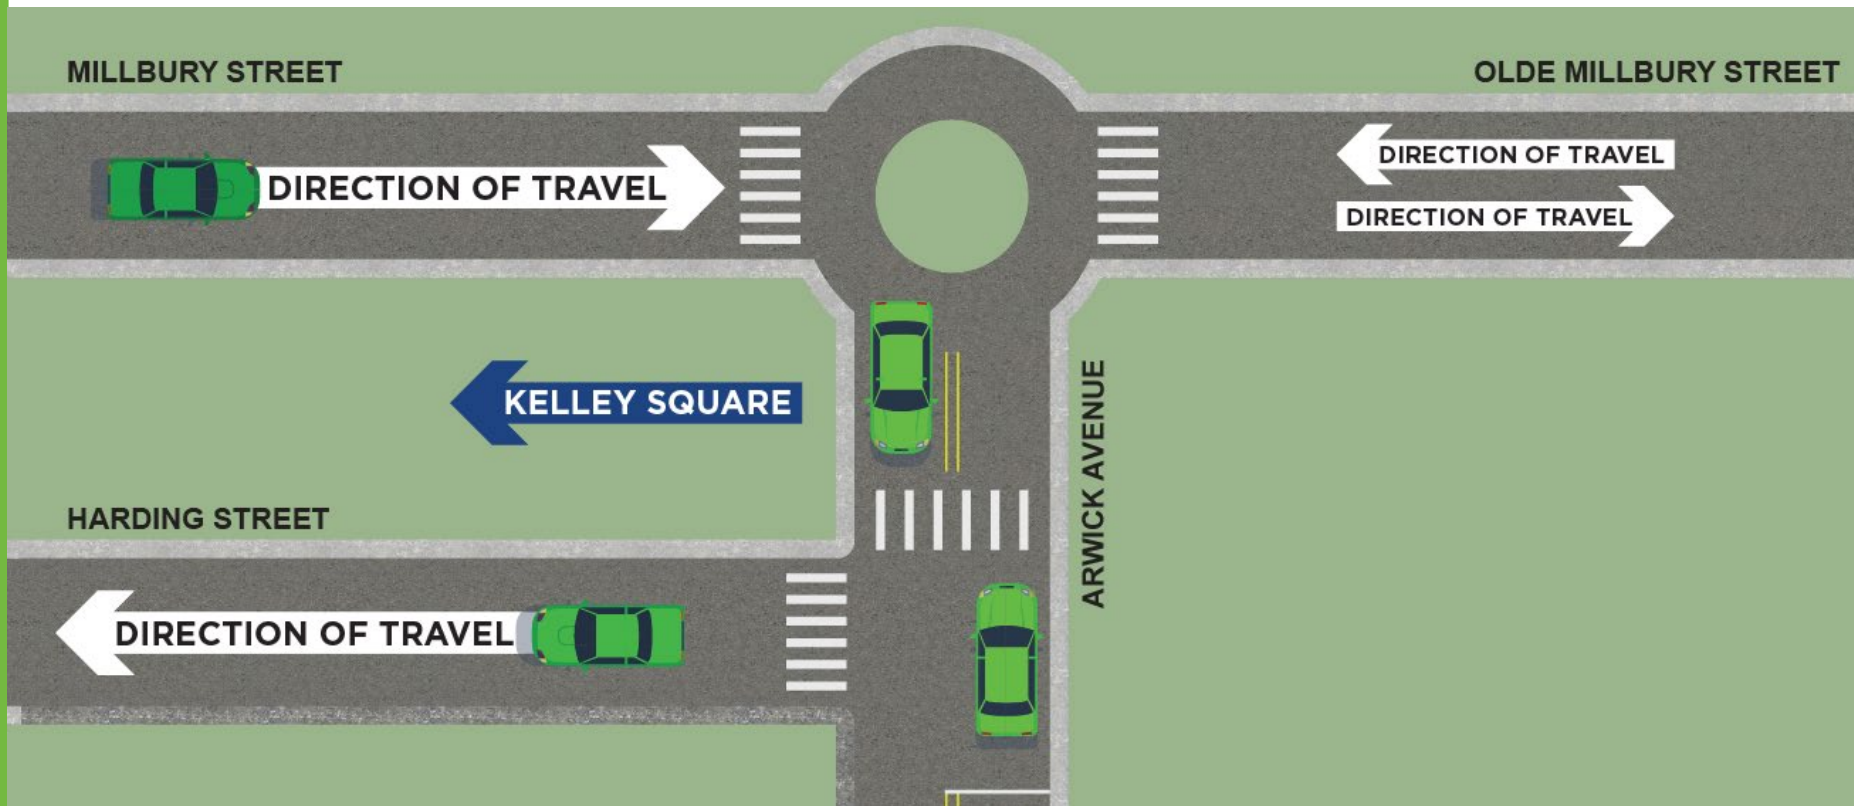 MILLBURY STREET
OLDE MILLBURY STREET
DIRECTION OF TRAVEL
DIRECTION OF TRAVEL
DIRECTION OF TRAVEL
KELLEY SQUARE
ARWICK AVENUE
HARDING STREET
DIRECTION OF TRAVEL